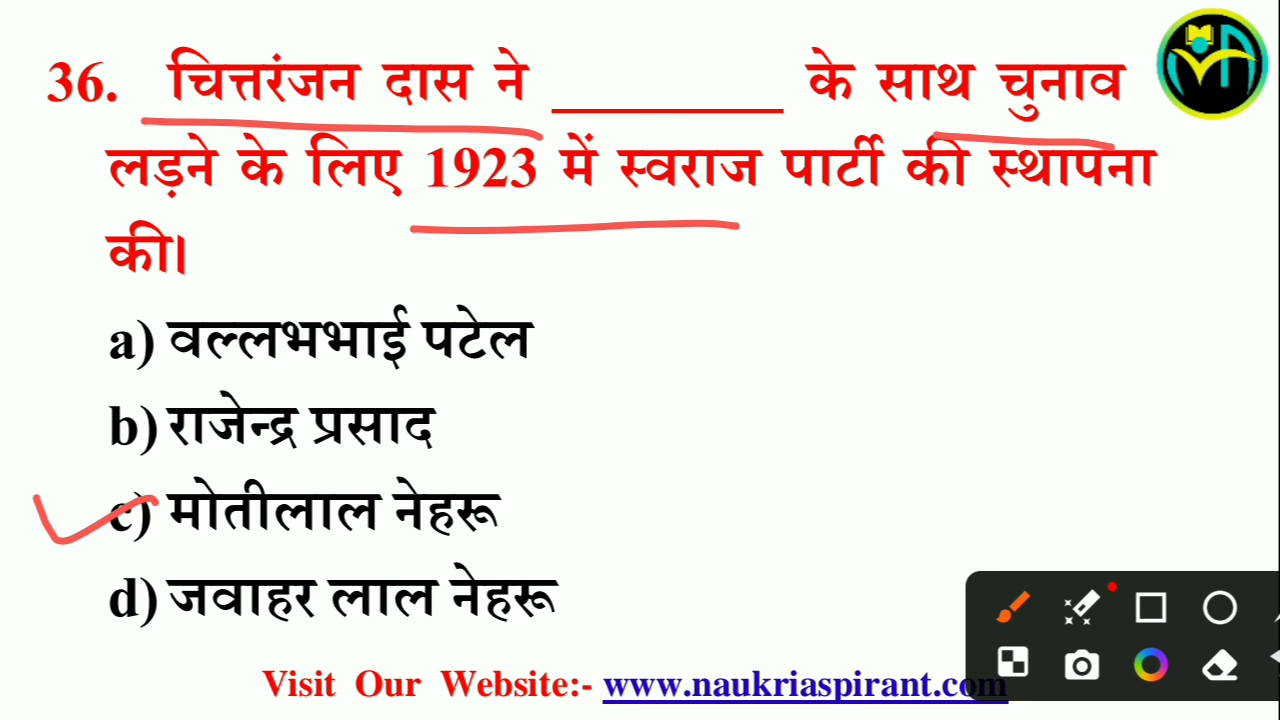 36. चित्तरंजन दास ने ________ के साथ चुनाव
लड़ने के लिए 1923 में स्वराज पार्टी की स्थापना
की।
a) वल्लभभाई पटेल
b) राजेन्द्र प्रसाद
c) मोतीलाल नेहरू
d) जवाहर लाल नेहरू
Visit Our Website:- www.naukriaspirant.com